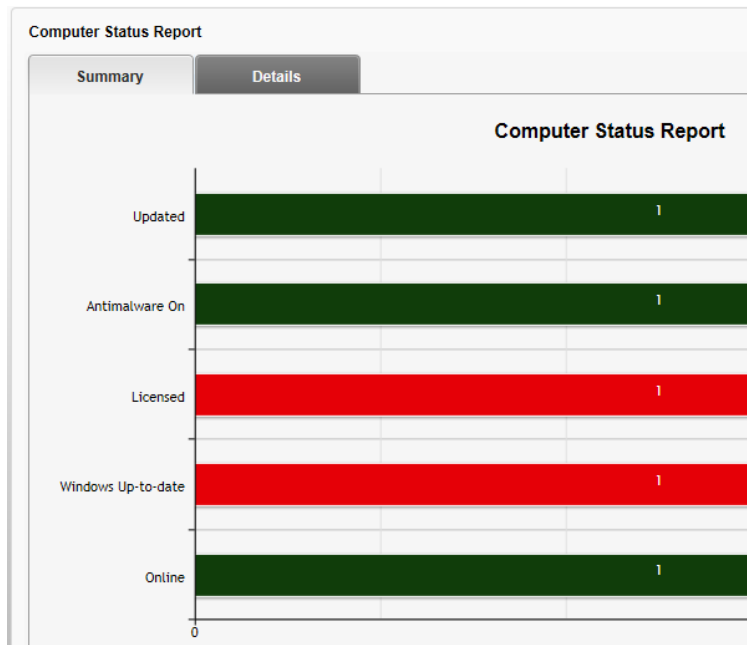 Computer Status Report
Summary Details
Computer Status Report
Updated 1
Antimalware On 1
Licensed 1
Windows Up-to-date 1
Online 1
0